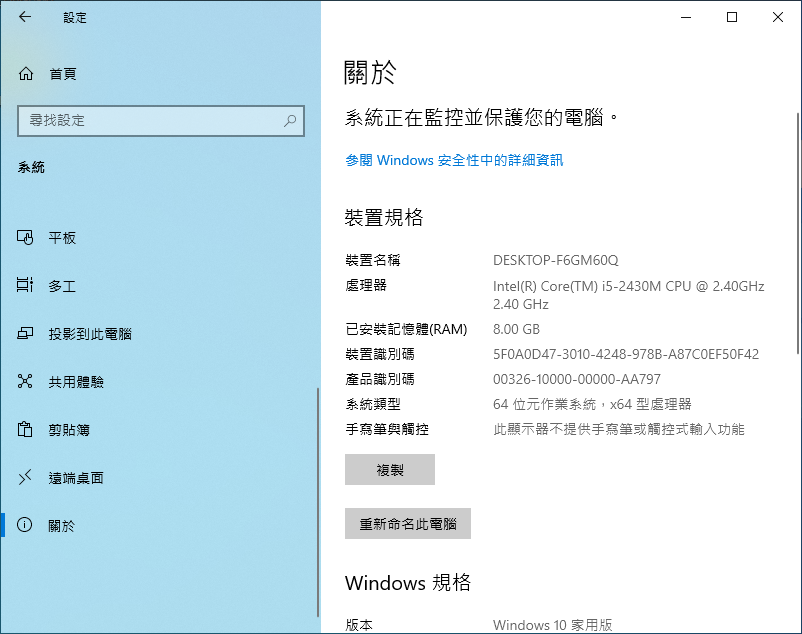 設定
首頁
尋找設定
系統
平板
多工
投影到此電腦
共用體驗
剪貼簿
遠端桌面
關於
關於
系統正在監控並保護您的電腦。
參閱 Windows 安全性中的詳細資訊
裝置規格
裝置名稱 DESKTOP-F6GM60Q
處理器 Intel(R) Core(TM) i5-2430M CPU @ 2.40GHz
2.40 GHz
已安裝記憶體(RAM) 8.00 GB
裝置識別碼 5F0A0D47-3010-4248-978B-A87C0EF50F42
產品識別碼 00326-10000-00000-AA797
系統類型 64 位元作業系統，x64 型處理器
手寫筆與觸控 此顯示器不提供手寫筆或觸控式輸入功能
複製
重新命名此電腦
Windows 規格
版本 Windows 10 家用版